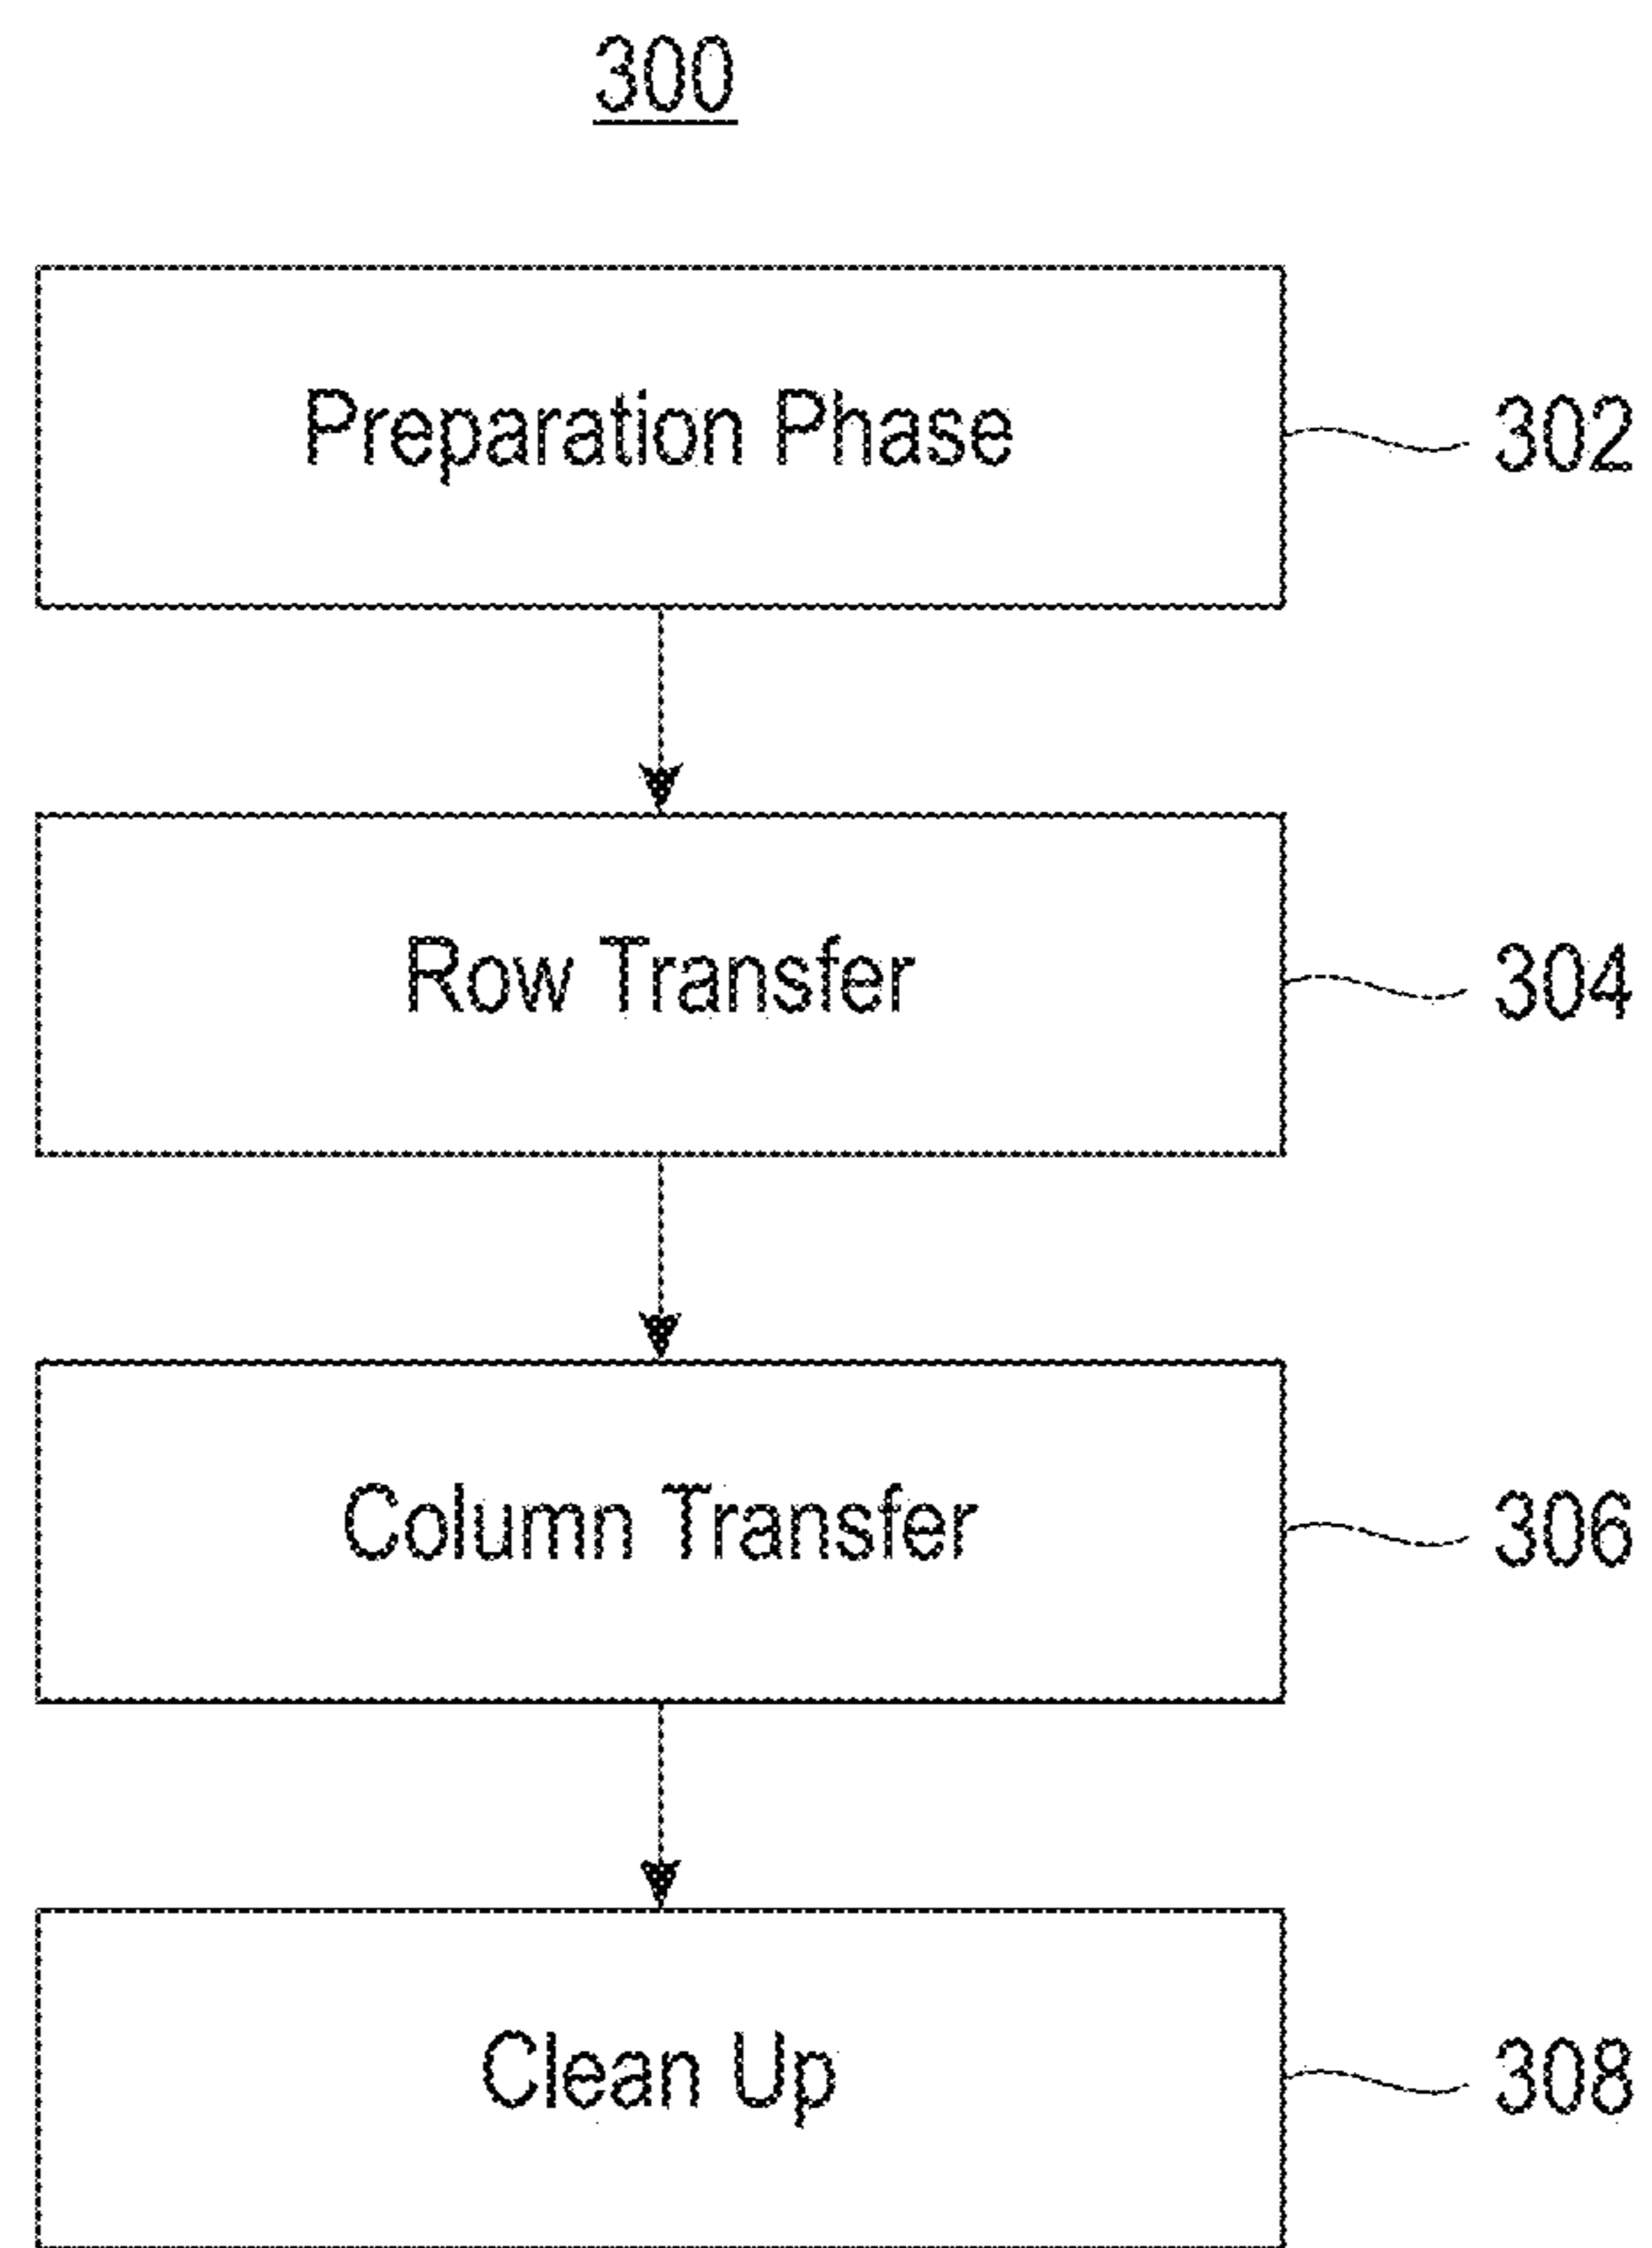 300
Preparation Phase
302
Row Transfer
304
Column Transfer
306
Clean Up
308